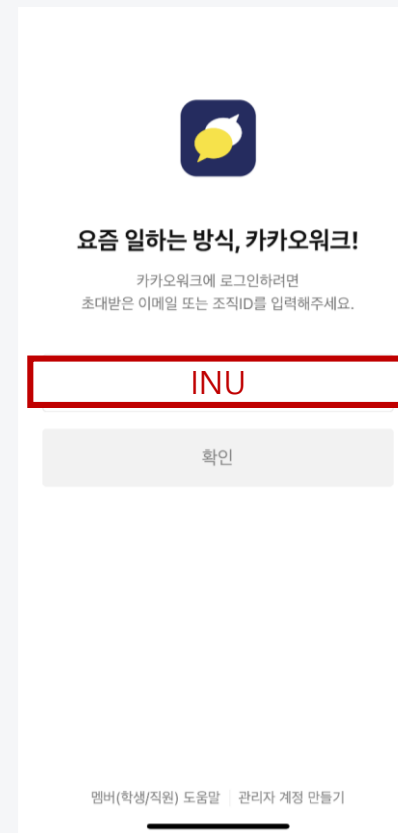 요즘 일하는 방식, 카카오워크!
카카오워크에 로그인하려면
초대받은 이메일 또는 조직ID를 입력해주세요.
INU
확인
멤버(학생/직원) 도움말 관리자 계정 만들기